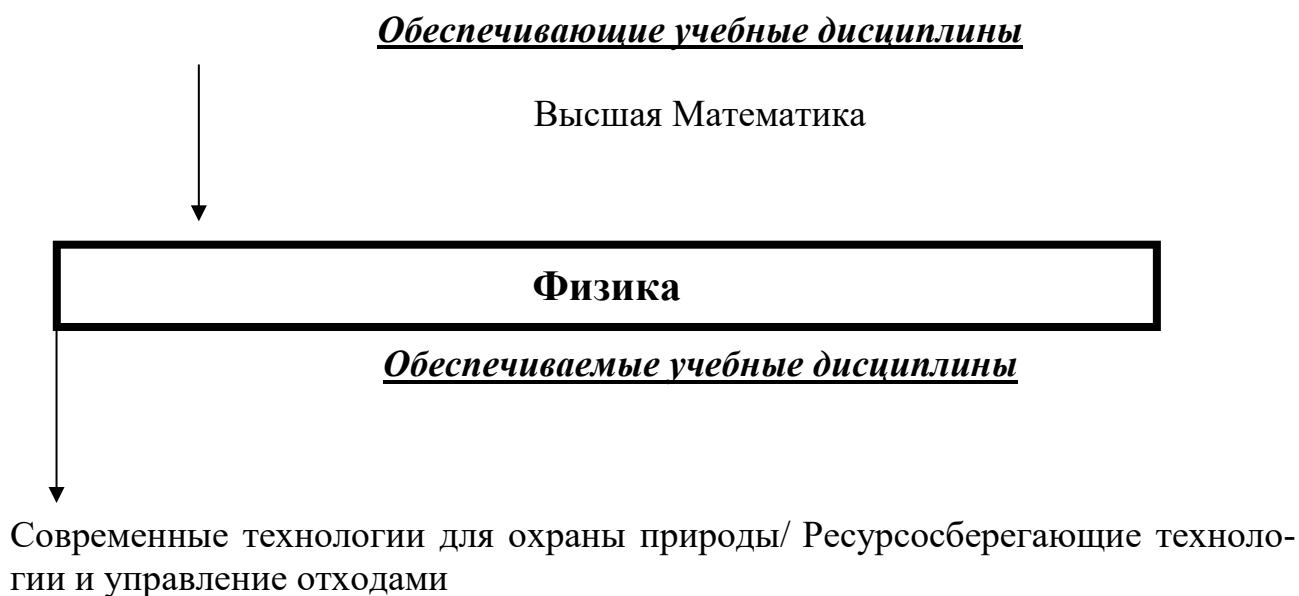 Обеспечивающие учебные дисциплины
Высшая Математика
Физика
Обеспечиваемые учебные дисциплины
Современные технологии для охраны природы/ Ресурсосберегающие техноло-
гии и управление отходами